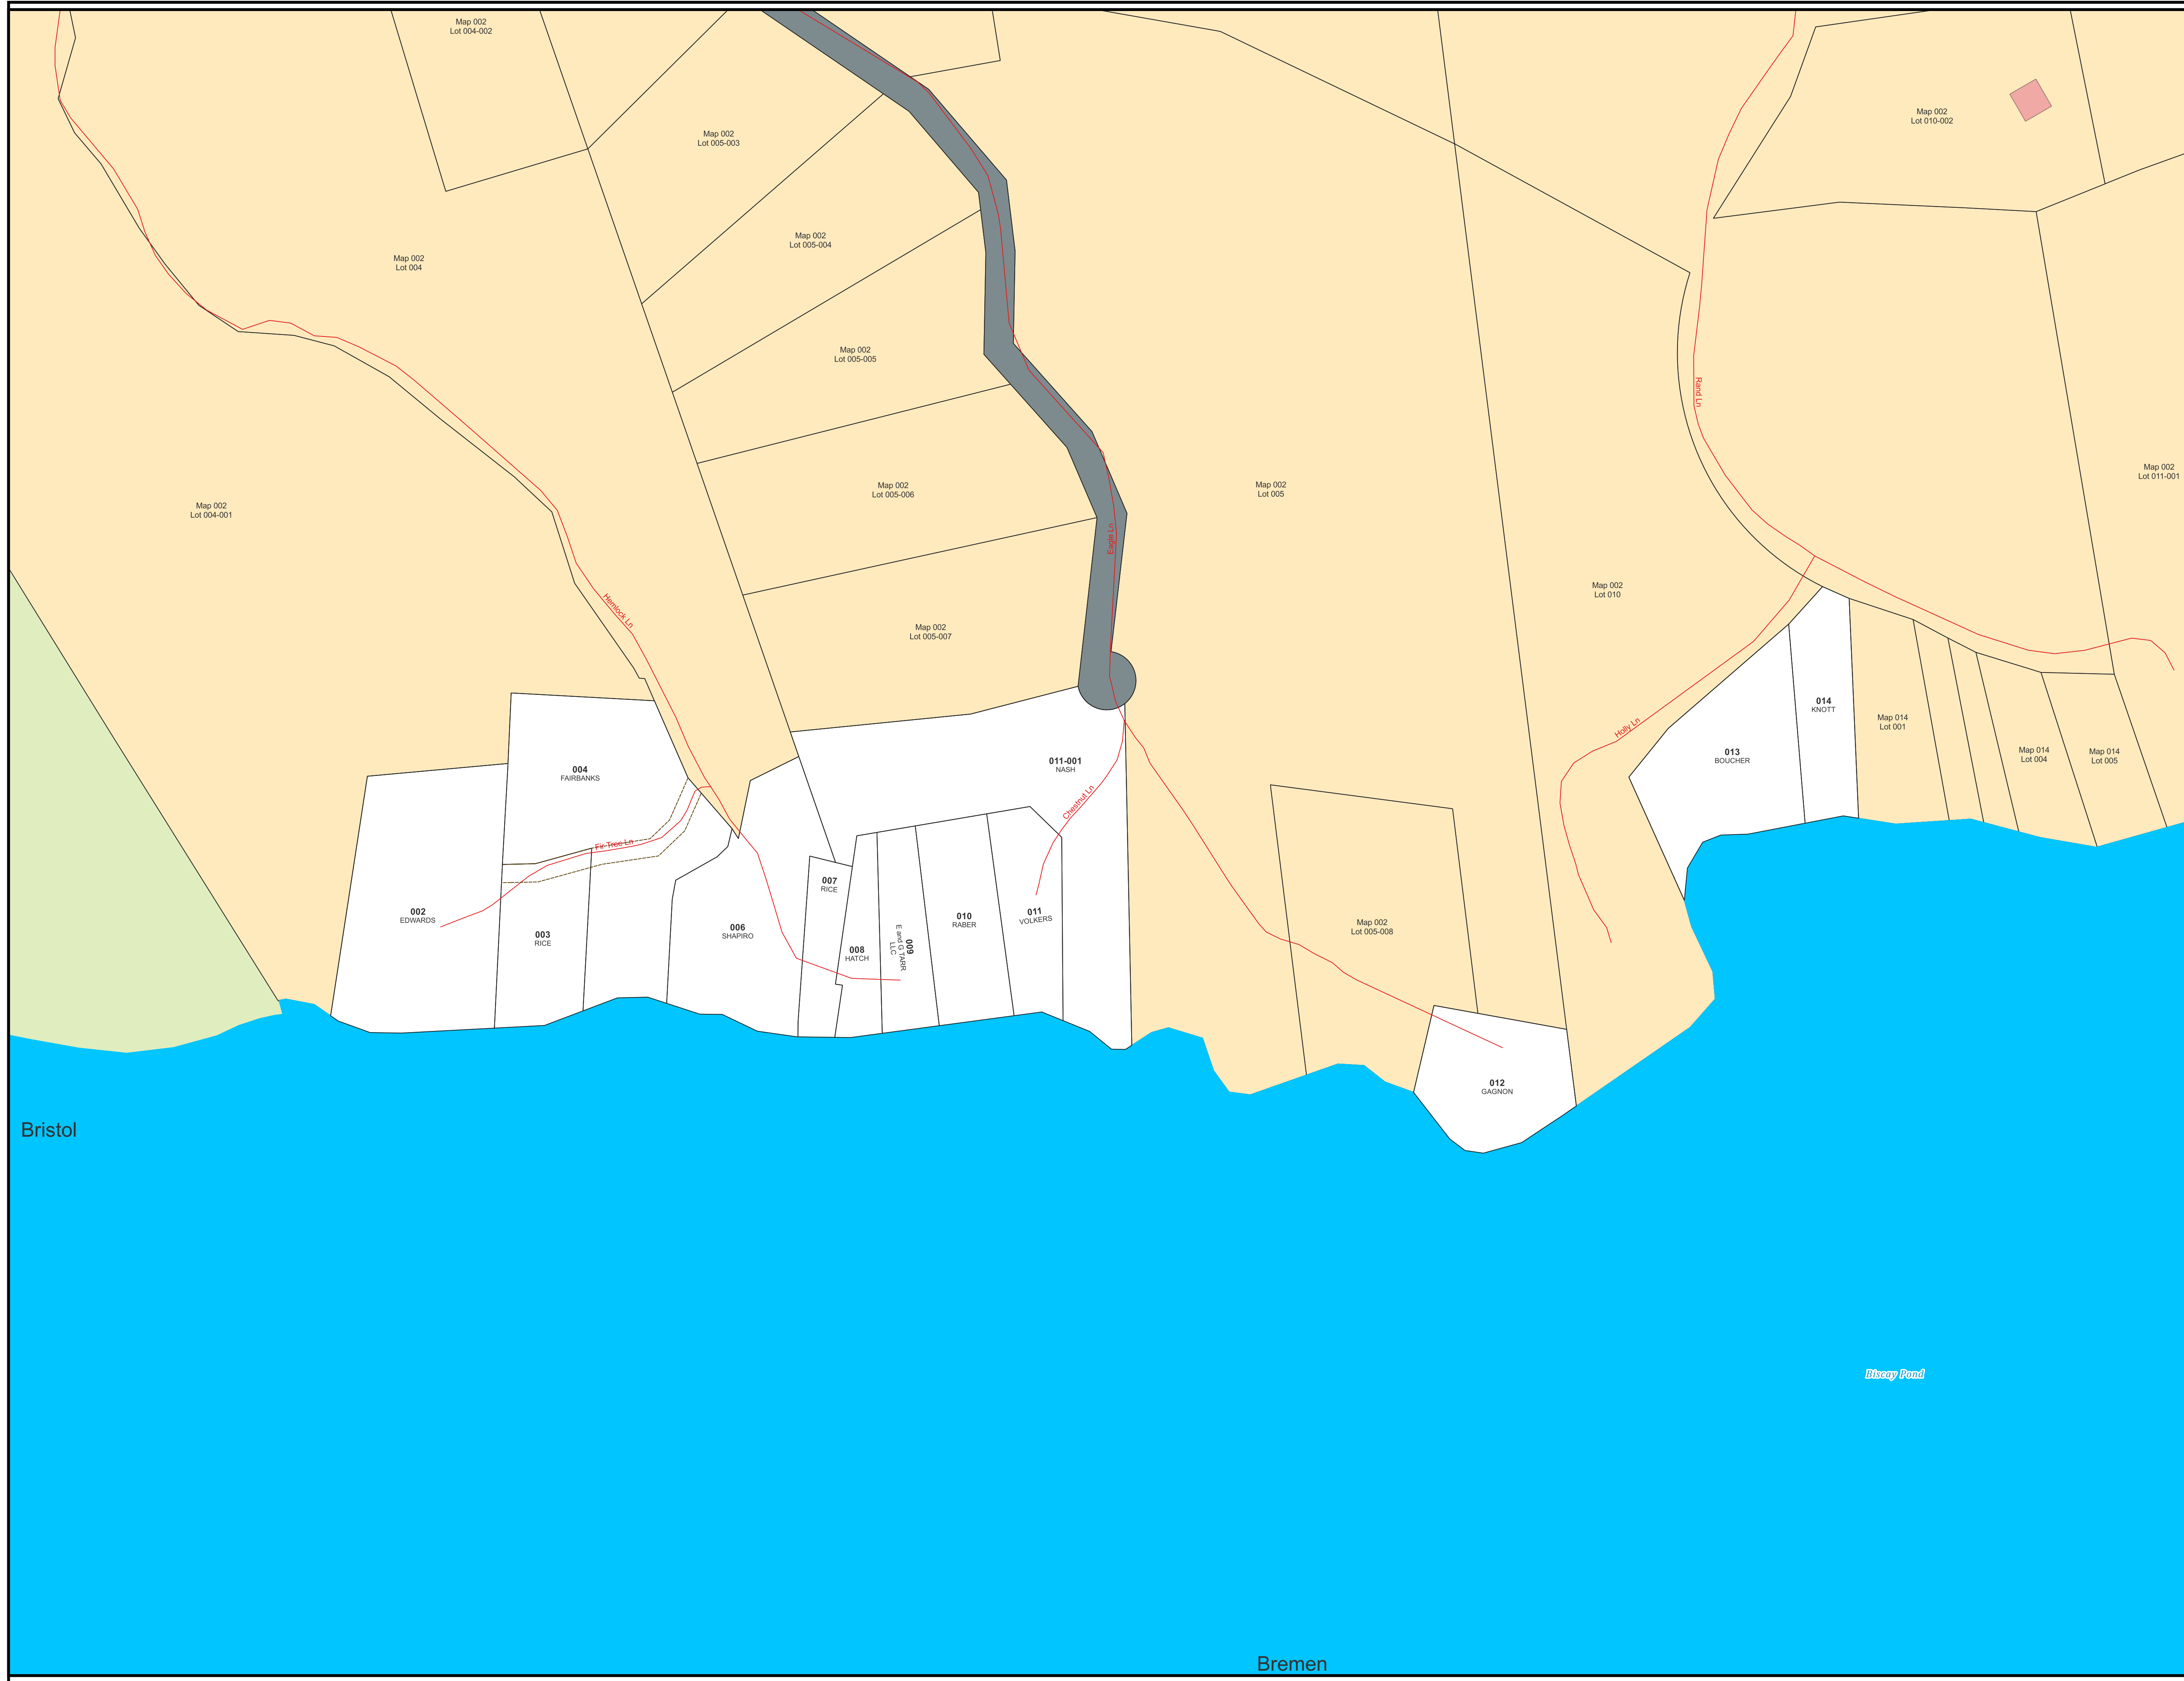 Map 002
Lot 004-002
Map 002
Lot 005-003
Map 002
Lot 010-002
Map 002
Lot 005-004
Map 002
Lot 004
Map 002
Lot 005-005
Rand Ln
Map 002
Lot 011-001
Map 002
Lot 005-006
Map 002
Lot 005
Map 002
Lot 004-001
Eagle Ln
Map 002
Lot 010
Hemlock Ln
Map 002
Lot 005-007
014
KNOTT
Map 014
Lot 001
Holly Ln
013
BOUCHER
Map 014
Lot 004
Map 014
Lot 005
004
FAIRBANKS
011-001
NASH
Chestnut Ln
Fir Tree Ln
007
RICE
002
EDWARDS
003
RICE
006
SHAPIRO
008
HATCH
009
E and G TARR
LLC
010
RABER
011
VOLKERS
Map 002
Lot 005-008
012
GAGNON
Bristol
Biscay Pond
Bremen